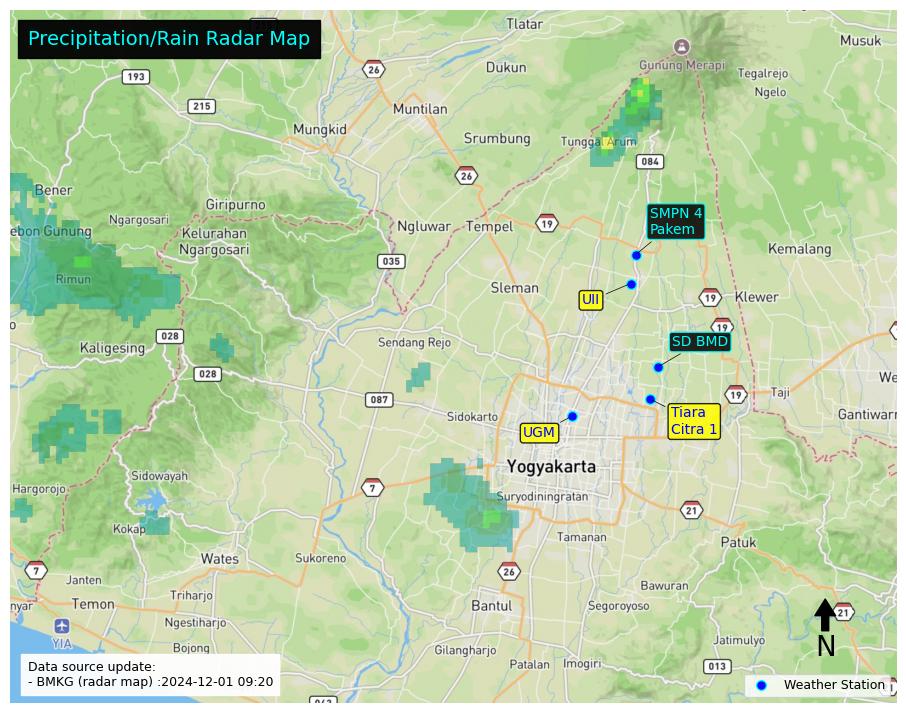 Precipitation/Rain Radar Map
Tlatar
Musuk
26
Dukun
Gunung Merapi
Tegalrejo
193
Ngelo
215
Muntilan
Mungkid
Srumbung
Tunggal Arum
084
26
Bener
Giripurno
SMPN 4
Pakem
Ngargosari
19
Ngluwar
Tempel
ebon Gunung
Kelurahan
Ngargosari
Kemalang
035
Rimun
Sleman
UII
19
Klewer
19
028
Sendang Rejo
SD BMD
Kaligesing
028
We
087
19
Taji
Sidokarto
Tiara
Citra 1
Gantiwarn
UGM
Yogyakarta
Sidowayah
Hargorojo
7
Suryodiningratan
21
Kokap
Tamanan
Patuk
Wates
Sukoreno
7
26
Janten
Bawuran
Triharjo
nyar
Temon
Bantul
Segoroyoso
21
Ngestiharjo
YIA
N
Jatimulyo
Bojong
Gilangharjo
Patalan
Imogiri
013
Data source update:
- BMKG (radar map) :2024-12-01 09:20
Weather Station